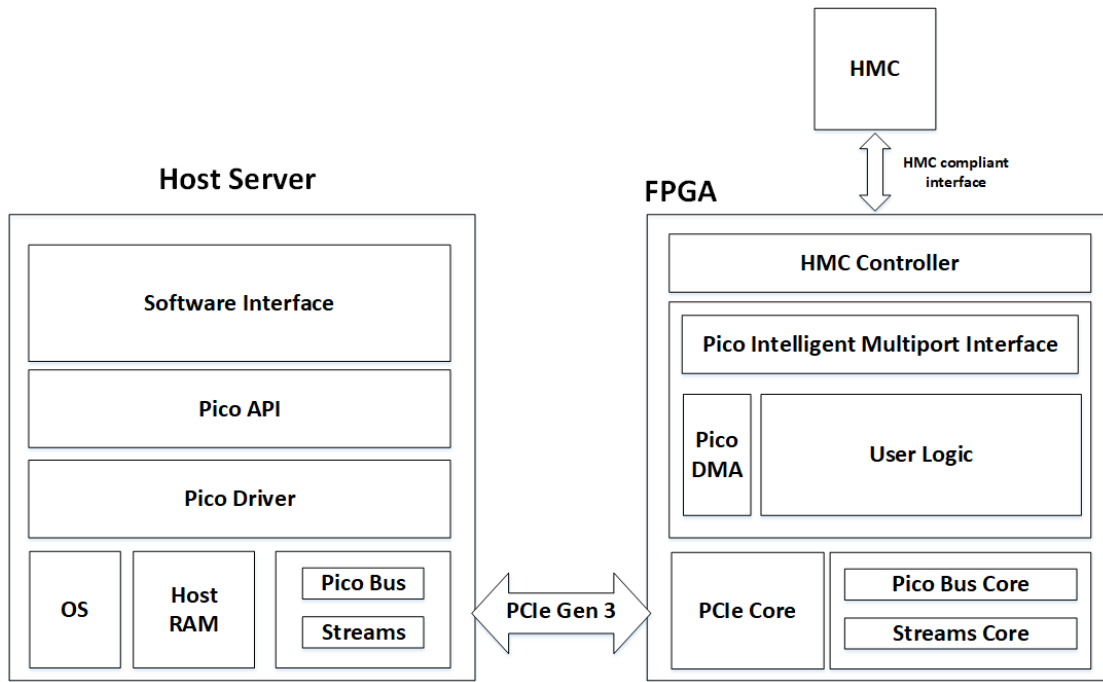 HMC
HMC compliant
interface
Host Server
FPGA
Software Interface
Pico API
Pico Driver
OS
Host
RAM
Pico Bus
Streams
PCIe Gen 3
HMC Controller
Pico Intelligent Multiport Interface
Pico
DMA
User Logic
PCIe Core
Pico Bus Core
Streams Core